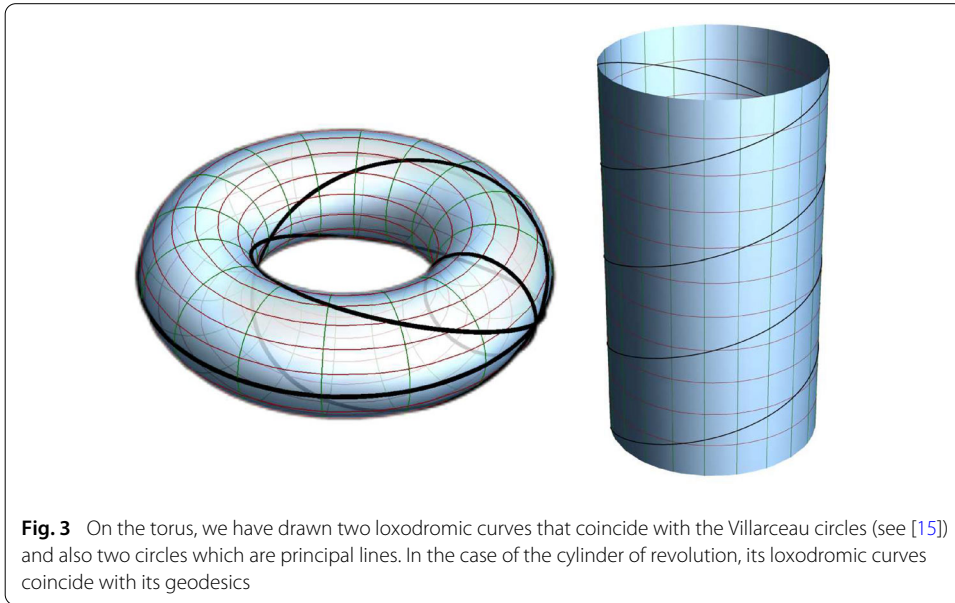 Fig. 3 On the torus, we have drawn two loxodromic curves that coincide with the Villarceau circles (see [15])
and also two circles which are principal lines. In the case of the cylinder of revolution, its loxodromic curves
coincide with its geodesics